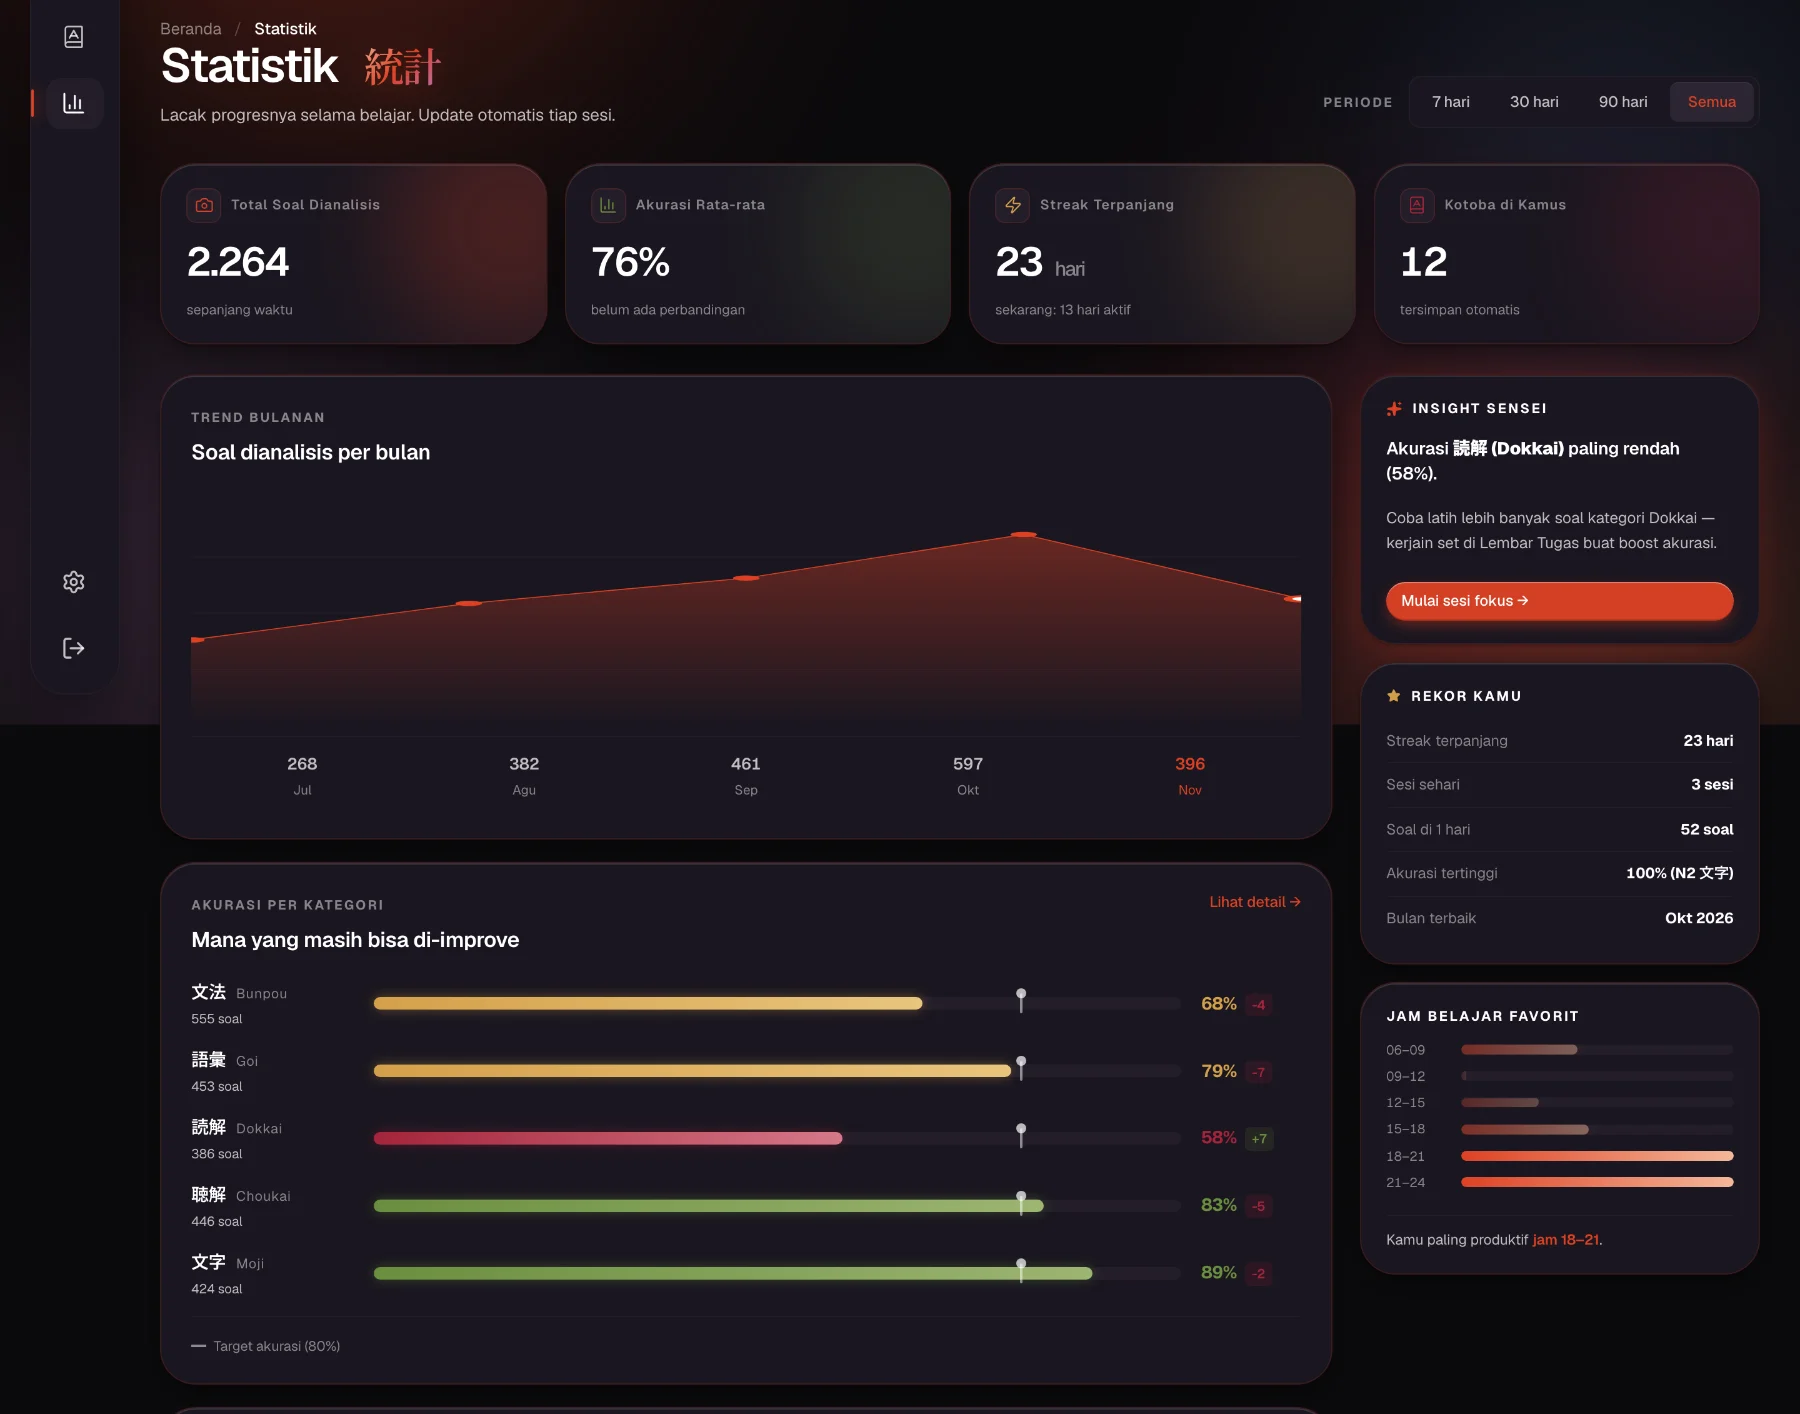 Beranda / Statistik
Statistik 統計
Lacak progresnya selama belajar. Update otomatis tiap sesi.
PERIODE 7 hari 30 hari 90 hari Semua
Total Soal Dianalisis
2.264
sepanjang waktu
Akurasi Rata-rata
76%
belum ada perbandingan
Streak Terpanjang
23 hari
sekarang: 13 hari aktif
Kotoba di Kamus
12
tersimpan otomatis
TREND BULANAN
Soal dianalisis per bulan
268 382 461 597 396
Jul Agu Sep Okt Nov
AKURASI PER KATEGORI
Lihat detail →
Mana yang masih bisa di-improve
文法 Bunpou
555 soal
68% -4
語彙 Goi
453 soal
79% -7
読解 Dokkai
386 soal
58% +7
聴解 Choukai
446 soal
83% -5
文字 Moji
424 soal
89% -2
Target akurasi (80%)
INSIGHT SENSEI
Akurasi 読解 (Dokkai) paling rendah
(58%).
Coba latih lebih banyak soal kategori Dokkai —
kerjain set di Lembar Tugas buat boost akurasi.
Mulai sesi fokus →
REKOR KAMU
Streak terpanjang 23 hari
Sesi sehari 3 sesi
Soal di 1 hari 52 soal
Akurasi tertinggi 100% (N2 文字)
Bulan terbaik Okt 2026
JAM BELAJAR FAVORIT
06–09
09–12
12–15
15–18
18–21
21–24
Kamu paling produktif jam 18–21.